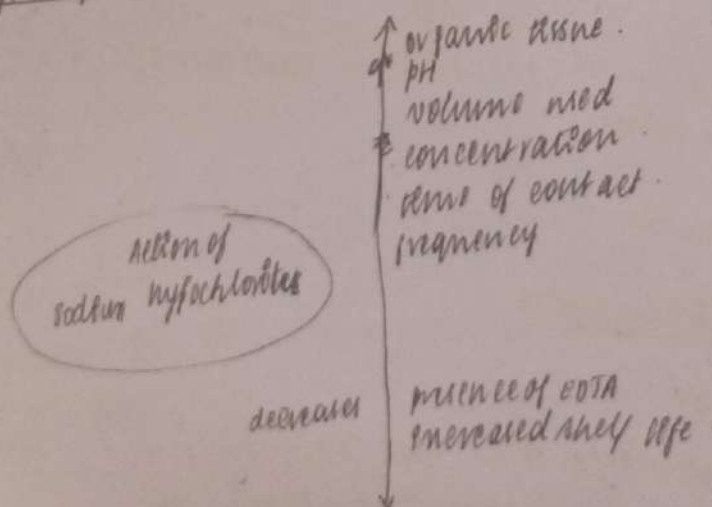 organic tissue.
pH
volume used
concentration
time of contact.
frequency
Action of
sodium hypochlorites
decreases
presence of EDTA
increased shelf life